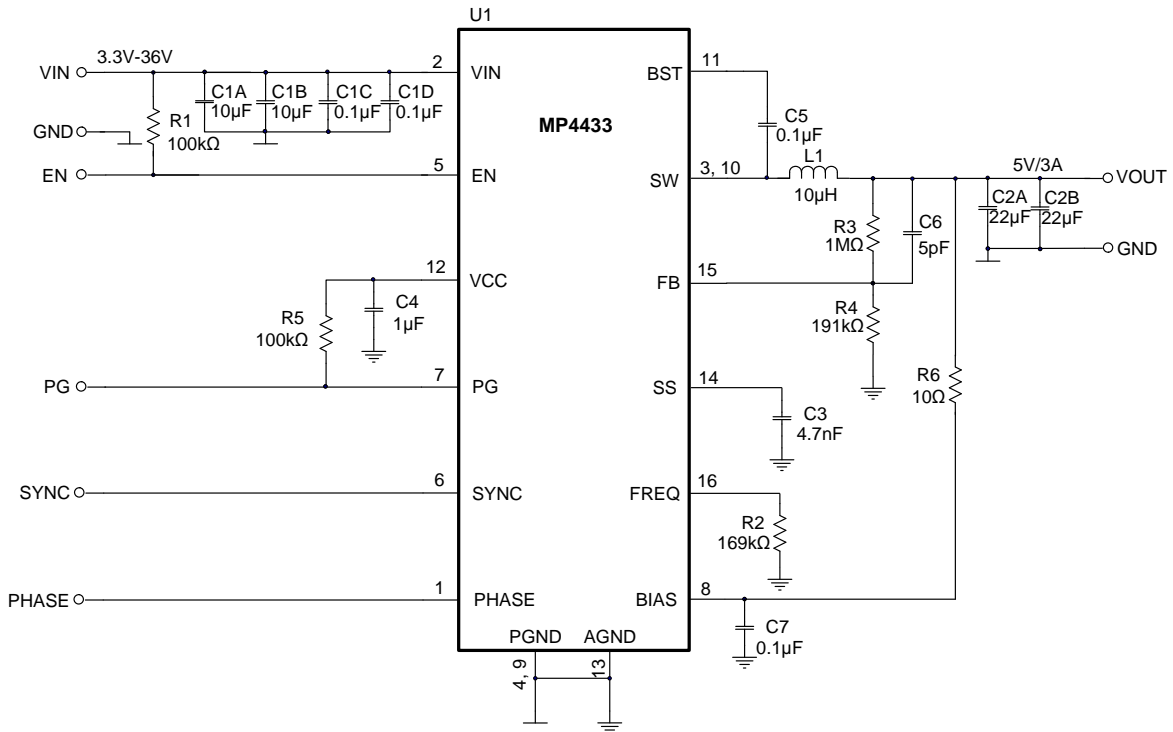 U1
3.3V-36V
VIN
2
VIN
C1A
10µF
C1B
10µF
C1C
0.1µF
C1D
0.1µF
GND
R1
100kΩ
EN
5
EN
MP4433
BST
11
C5
0.1µF
L1
10µH
SW
3, 10
5V/3A
VOUT
C2A
22µF
C2B
22µF
GND
R3
1MΩ
C6
5pF
12
VCC
C4
1µF
R5
100kΩ
FB
15
R4
191kΩ
PG
7
PG
SS
14
C3
4.7nF
R6
10Ω
SYNC
6
SYNC
FREQ
16
R2
169kΩ
PHASE
1
PHASE
BIAS
8
C7
0.1µF
PGND
AGND
4, 9
13